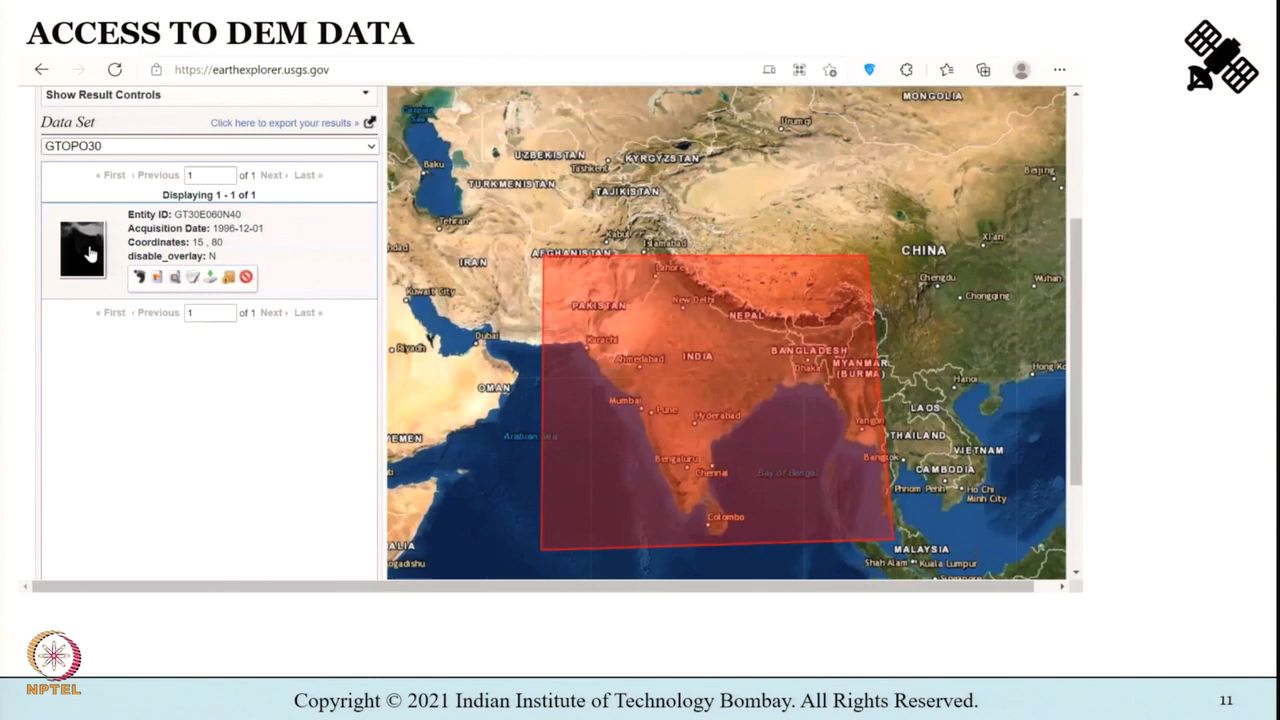 ACCESS TO DEM DATA
https://earthexplorer.usgs.gov
Show Result Controls
Data Set
Click here to export your results »
GTOPO30
« First ‹ Previous 1 of 1 Next › Last »
Displaying 1 - 1 of 1
Entity ID: GT30E060N40
Acquisition Date: 1996-12-01
Coordinates: 15 , 80
disable_overlay: N
« First ‹ Previous 1 of 1 Next › Last »
MONGOLIA
Urumqi
UZBEKISTAN
KYRGYZSTAN
Tashkent
Baku
TURKMENISTAN
TAJIKISTAN
Beijing
Tehran
Kabul
Islamabad
Xi'an
AFGHANISTAN
CHINA
IRAN
Lahore
Chengdu
Wuhan
Kuwait City
New Delhi
Chongqing
PAKISTAN
NEPAL
Dubai
Karachi
Riyadh
Ahmedabad
INDIA
BANGLADESH
Dhaka
MYANMAR
(BURMA)
Hong Ko
OMAN
Hanoi
Mumbai
Pune
Hyderabad
LAOS
Yangon
EMEN
Arabian Sea
THAILAND
VIETNAM
Bengaluru
Chennai
Bay of Bengal
Bangkok
CAMBODIA
Phnom Penh
Ho Chi
Minh City
Colombo
ALIA
ogadishu
MALAYSIA
Shah Alam
Kuala Lumpur
NPTEL
Copyright © 2021 Indian Institute of Technology Bombay. All Rights Reserved.
11